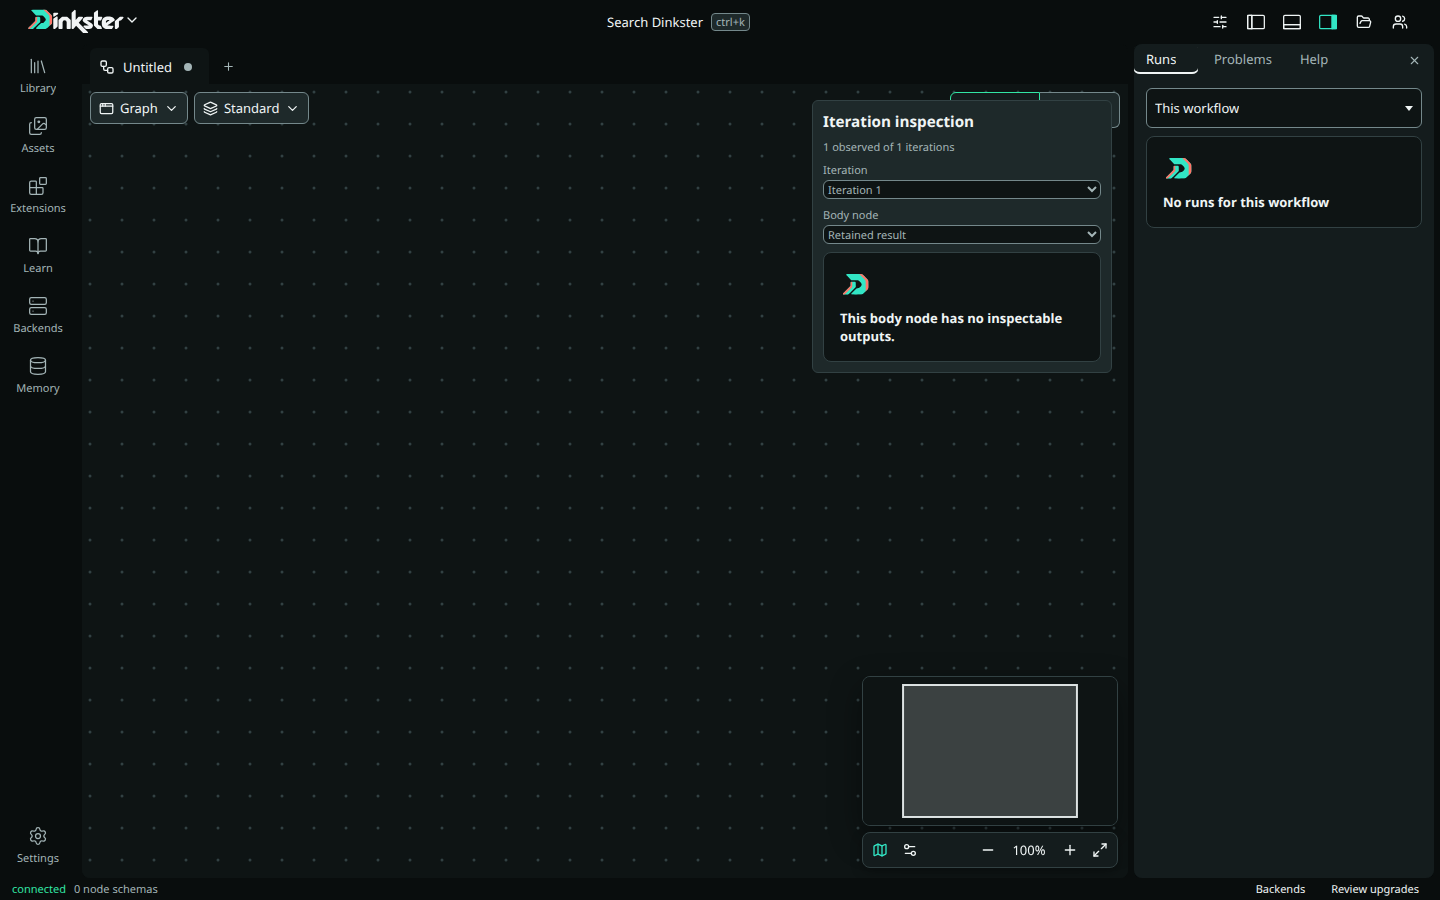 Dinkster
Search Dinkster ctrl+k
Library
Assets
Extensions
Learn
Backends
Memory
Settings
Untitled
Graph
Standard
Iteration inspection
1 observed of 1 iterations
Iteration
Iteration 1
Body node
Retained result
This body node has no inspectable
outputs.
100%
Runs Problems Help
This workflow
No runs for this workflow
connected 0 node schemas
Backends Review upgrades